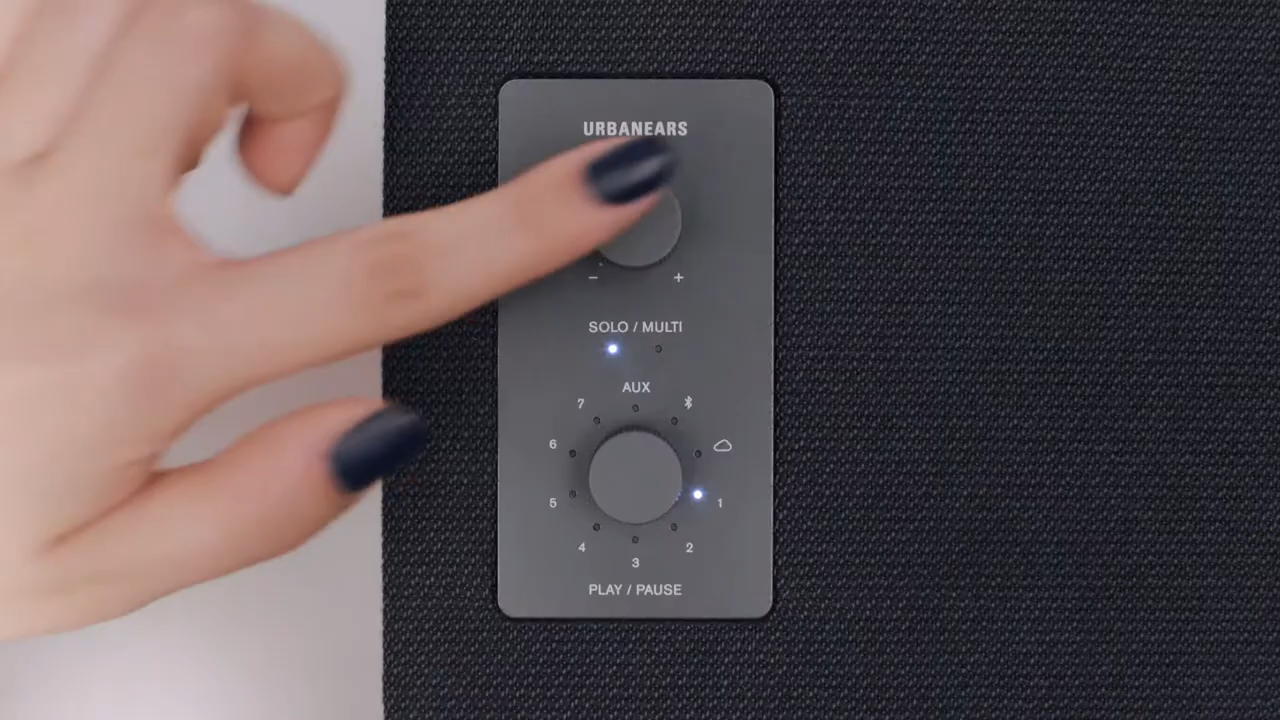 URBANEARS
− +
SOLO / MULTI
AUX
7
6
5
4
3
2
1
PLAY / PAUSE